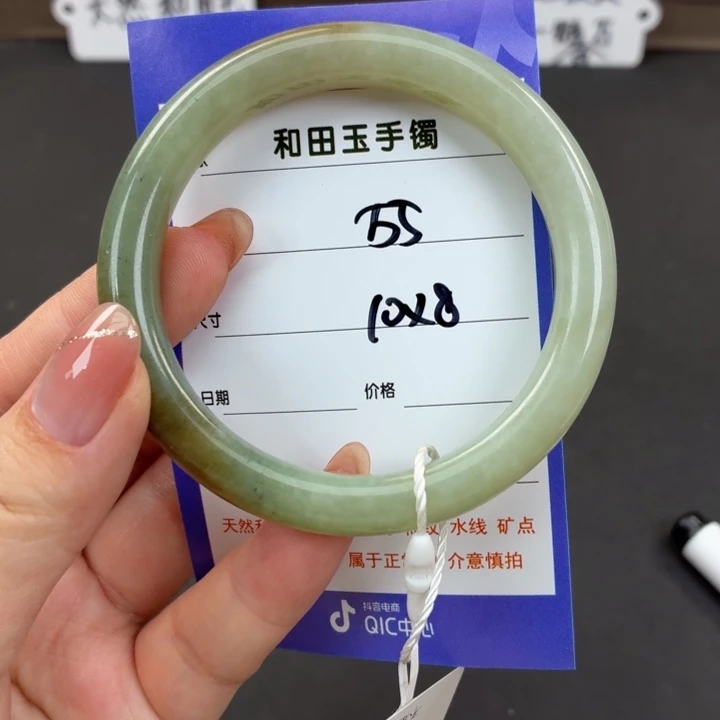 和田玉手镯
55
尺寸 10x8
日期 价格
天然 水线 矿点
属于正 介意慎拍
抖音电商
QIC中心